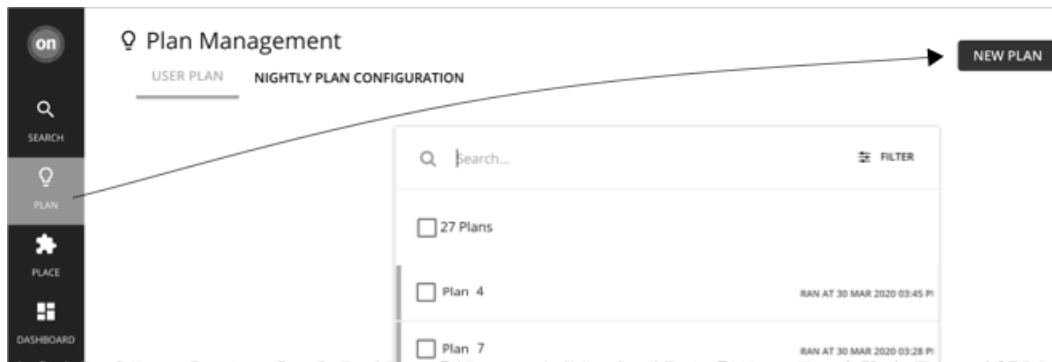 on
Plan Management
NEW PLAN
USER PLAN NIGHTLY PLAN CONFIGURATION
SEARCH
Search... FILTER
PLAN
27 Plans
PLACE
Plan 4 RAN AT 30 MAR 2020 03:45
DASHBOARD
Plan 7 RAN AT 30 MAR 2020 03:28